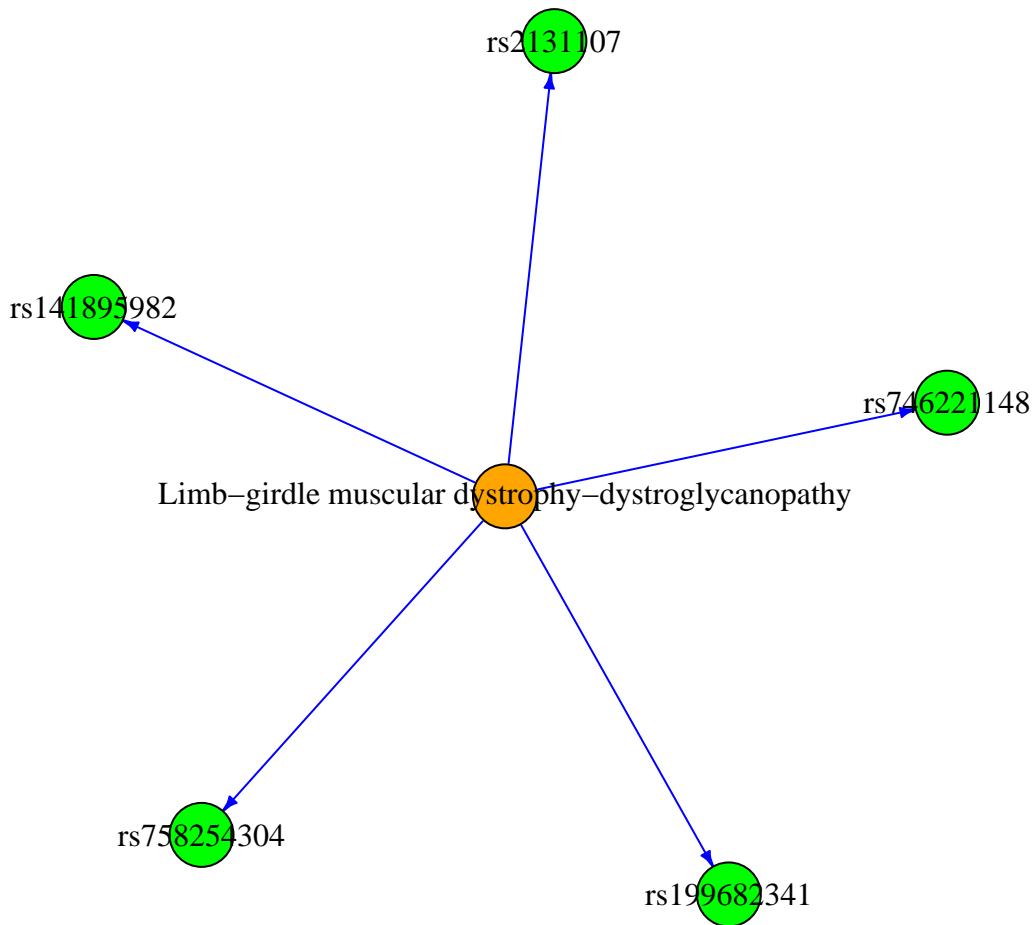 rs2131107
rs141895982
rs746221148
Limb−girdle muscular dystrophy−dystroglycanopathy
rs758254304
rs199682341